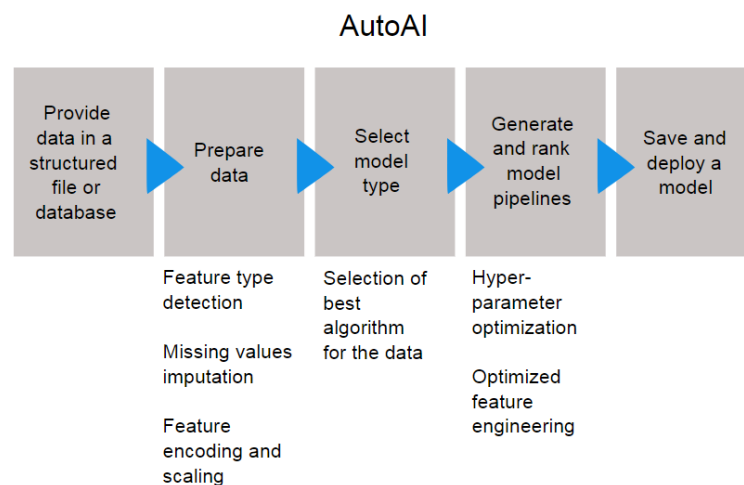 AutoAI
Provide
data in a
structured
file or
database
Prepare
data
Select
model
type
Generate
and rank
model
pipelines
Save and
deploy a
model
Feature type
detection
Missing values
imputation
Feature
encoding and
scaling
Selection of
best
algorithm
for the data
Hyper-
parameter
optimization
Optimized
feature
engineering